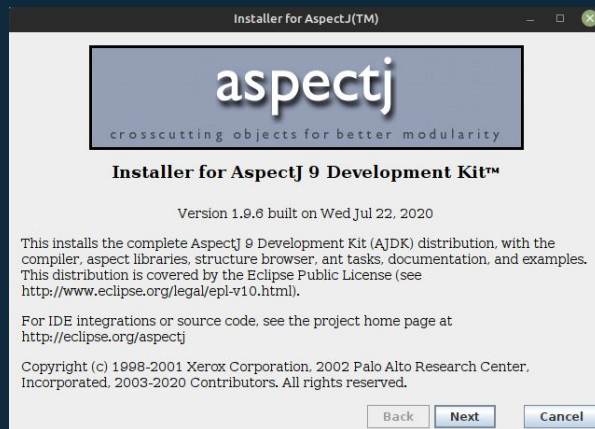 Installer for AspectJ(TM)
aspectj
crosscutting objects for better modularity
Installer for AspectJ 9 Development Kit™
Version 1.9.6 built on Wed Jul 22, 2020
This installs the complete AspectJ 9 Development Kit (AJDK) distribution, with the
compiler, aspect libraries, structure browser, ant tasks, documentation, and examples.
This distribution is covered by the Eclipse Public License (see
http://www.eclipse.org/legal/epl-v10.html).
For IDE integrations or source code, see the project home page at
http://eclipse.org/aspectj
Copyright (c) 1998-2001 Xerox Corporation, 2002 Palo Alto Research Center,
Incorporated, 2003-2020 Contributors. All rights reserved.
Back Next Cancel